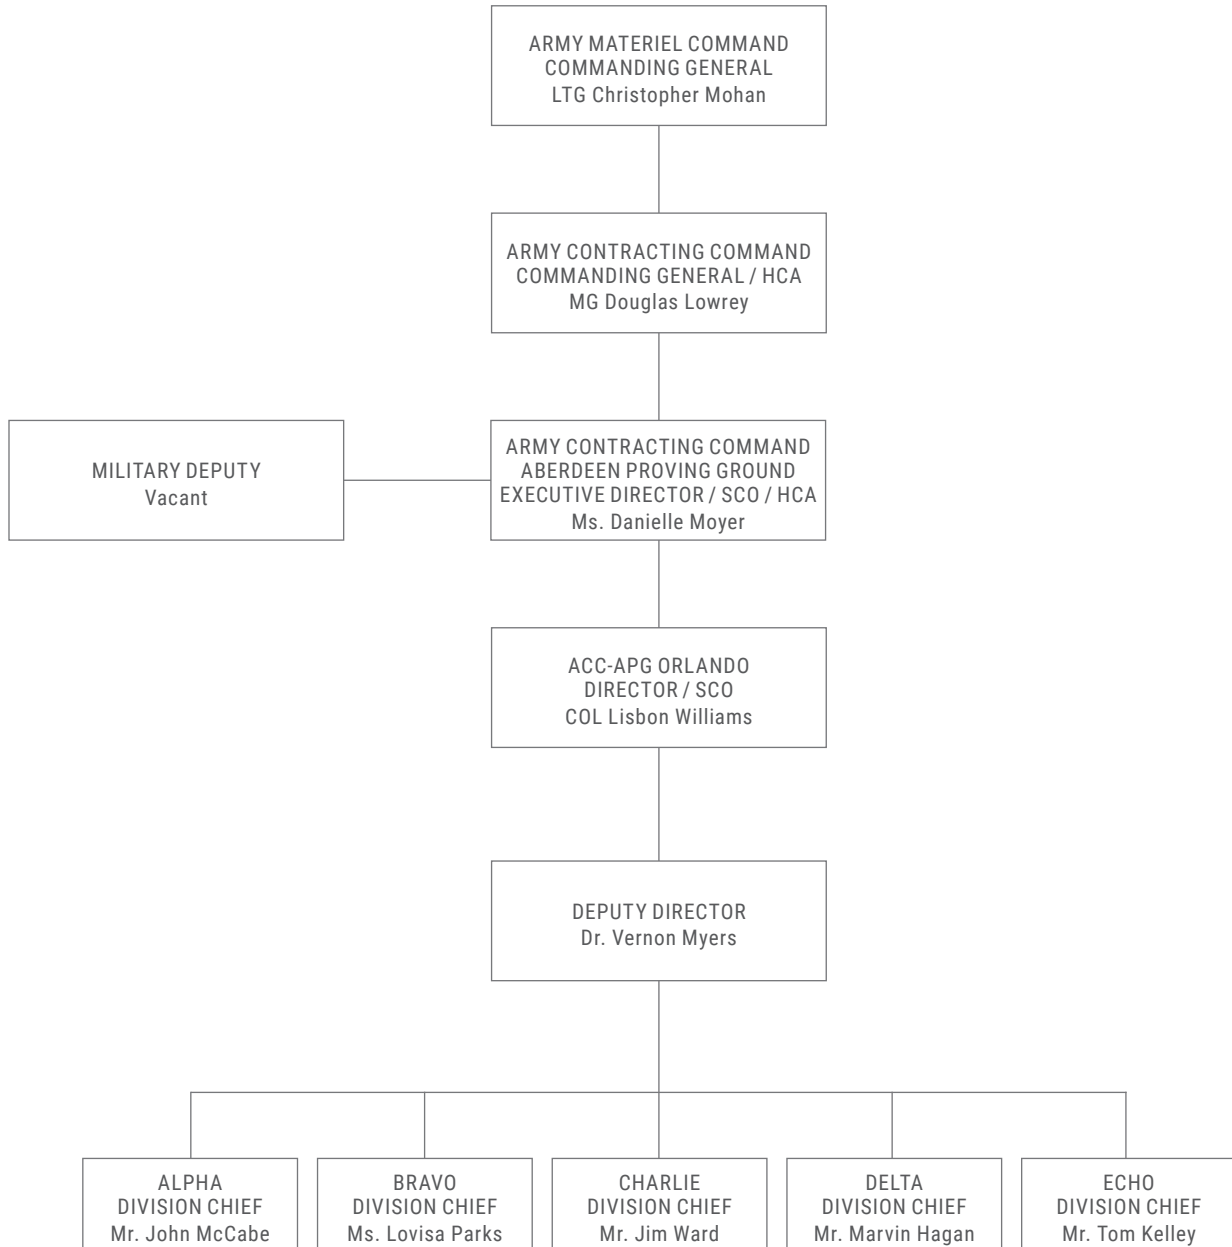 ARMY MATERIEL COMMAND
COMMANDING GENERAL
LTG Christopher Mohan
ARMY CONTRACTING COMMAND
COMMANDING GENERAL / HCA
MG Douglas Lowrey
MILITARY DEPUTY
Vacant
ARMY CONTRACTING COMMAND
ABERDEEN PROVING GROUND
EXECUTIVE DIRECTOR / SCO / HCA
Ms. Danielle Moyer
ACC-APG ORLANDO
DIRECTOR / SCO
COL Lisbon Williams
DEPUTY DIRECTOR
Dr. Vernon Myers
ALPHA
DIVISION CHIEF
Mr. John McCabe
BRAVO
DIVISION CHIEF
Ms. Lovisa Parks
CHARLIE
DIVISION CHIEF
Mr. Jim Ward
DELTA
DIVISION CHIEF
Mr. Marvin Hagan
ECHO
DIVISION CHIEF
Mr. Tom Kelley